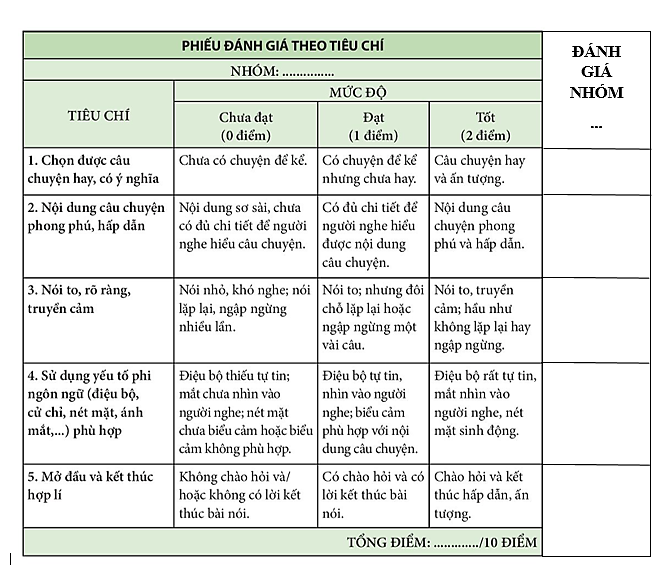 PHIẾU ĐÁNH GIÁ THEO TIÊU CHÍ
NHÓM: ...............
TIÊU CHÍ
MỨC ĐỘ
Chưa đạt
(0 điểm)
Đạt
(1 điểm)
Tốt
(2 điểm)
ĐÁNH
GIÁ
NHÓM
...
1. Chọn được câu
chuyện hay, có ý nghĩa
Chưa có chuyện để kể.
Có chuyện để kể
nhưng chưa hay.
Câu chuyện hay
và ấn tượng.
2. Nội dung câu chuyện
phong phú, hấp dẫn
Nội dung sơ sài, chưa
có đủ chi tiết để người
nghe hiểu câu chuyện.
Có đủ chi tiết để
người nghe hiểu
được nội dung
câu chuyện.
Nội dung câu
chuyện phong
phú và hấp dẫn.
3. Nói to, rõ ràng,
truyền cảm
Nói nhỏ, khó nghe; nói
lặp lại, ngập ngừng
nhiều lần.
Nói to; nhưng đôi
chỗ lặp lại hoặc
ngập ngừng một
vài câu.
Nói to, truyền
cảm; hầu như
không lặp lại hay
ngập ngừng.
4. Sử dụng yếu tố phi
ngôn ngữ (điệu bộ,
cử chỉ, nét mặt, ánh
mắt,...) phù hợp
Điệu bộ thiếu tự tin;
mắt chưa nhìn vào
người nghe; nét mặt
chưa biểu cảm hoặc biểu
cảm không phù hợp.
Điệu bộ tự tin,
nhìn vào người
nghe; biểu cảm
phù hợp với nội
dung câu chuyện.
Điệu bộ rất tự tin,
mắt nhìn vào
người nghe, nét
mặt sinh động.
5. Mở đầu và kết thúc
hợp lí
Không chào hỏi và/
hoặc không có lời kết
thúc bài nói.
Có chào hỏi và có
lời kết thúc bài
nói.
Chào hỏi và kết
thúc hấp dẫn, ấn
tượng.
TỔNG ĐIỂM: ............./10 ĐIỂM